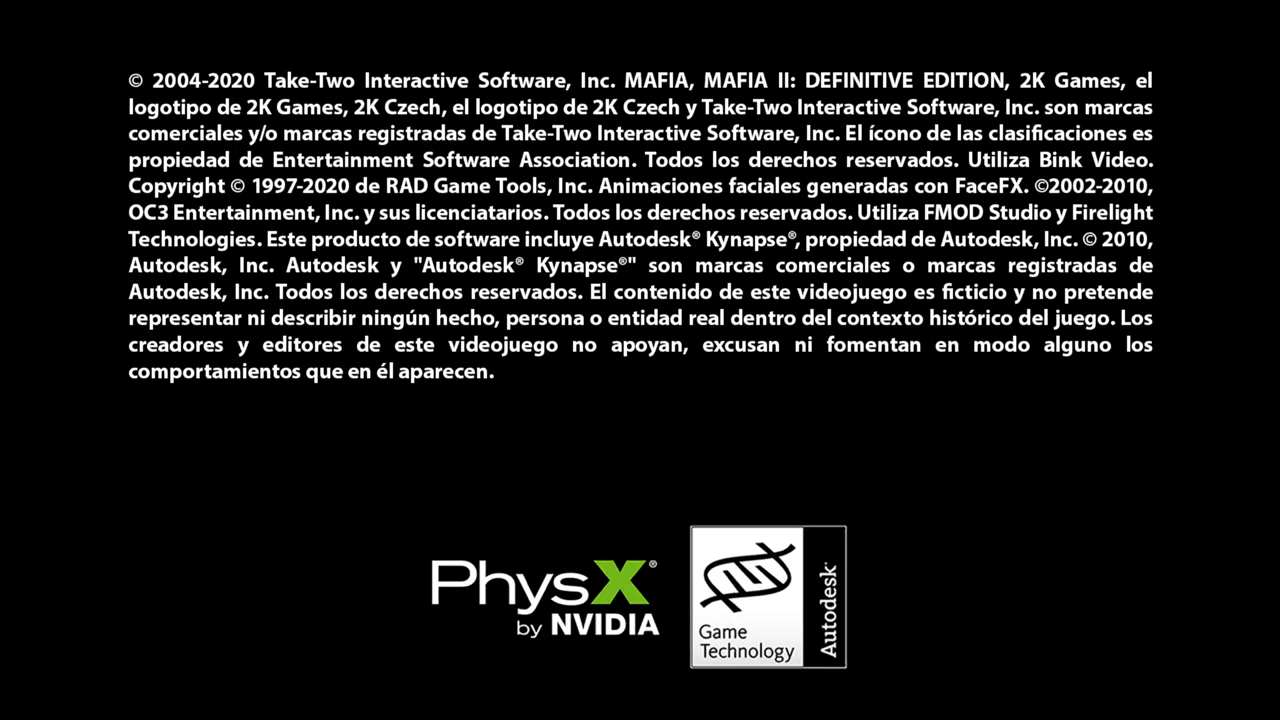 © 2004-2020 Take-Two Interactive Software, Inc. MAFIA, MAFIA II: DEFINITIVE EDITION, 2K Games, el
logotipo de 2K Games, 2K Czech, el logotipo de 2K Czech y Take-Two Interactive Software, Inc. son marcas
comerciales y/o marcas registradas de Take-Two Interactive Software, Inc. El ícono de las clasificaciones es
propiedad de Entertainment Software Association. Todos los derechos reservados. Utiliza Bink Video.
Copyright © 1997-2020 de RAD Game Tools, Inc. Animaciones faciales generadas con FaceFX. ©2002-2010,
OC3 Entertainment, Inc. y sus licenciatarios. Todos los derechos reservados. Utiliza FMOD Studio y Firelight
Technologies. Este producto de software incluye Autodesk® Kynapse®, propiedad de Autodesk, Inc. © 2010,
Autodesk, Inc. Autodesk y "Autodesk® Kynapse®" son marcas comerciales o marcas registradas de
Autodesk, Inc. Todos los derechos reservados. El contenido de este videojuego es ficticio y no pretende
representar ni describir ningún hecho, persona o entidad real dentro del contexto histórico del juego. Los
creadores y editores de este videojuego no apoyan, excusan ni fomentan en modo alguno los
comportamientos que en él aparecen.
PhysX®
by NVIDIA
Game
Technology
Autodesk